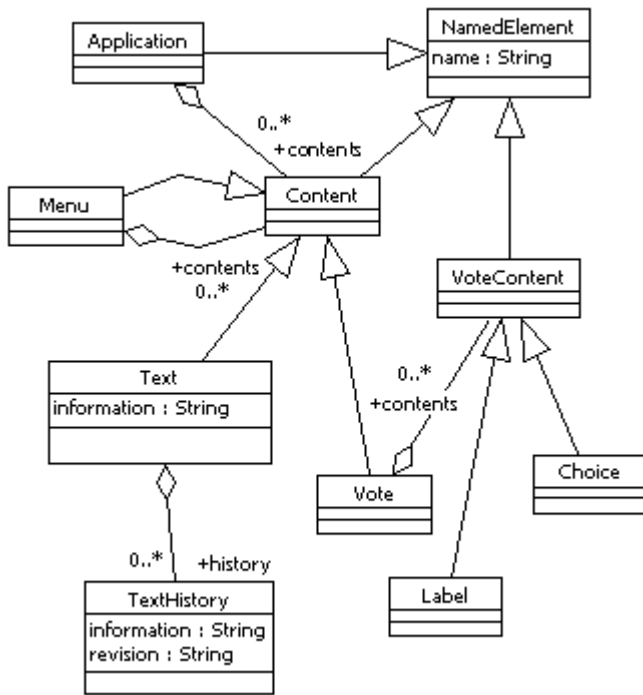 Application
NamedElement
name : String
0..*
+contents
Menu
Content
+contents
0..*
VoteContent
Text
information : String
0..*
+contents
Vote
Choice
0..*
+history
TextHistory
information : String
revision : String
Label